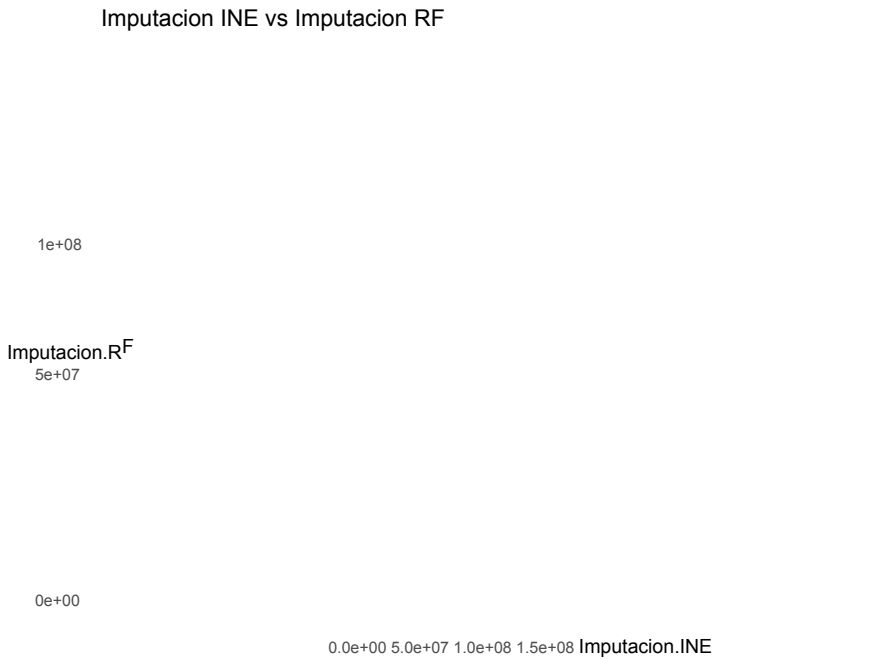 Imputacion INE vs Imputacion RF
1e+08
Imputacion.RF
5e+07
0e+00
0.0e+00 5.0e+07 1.0e+08 1.5e+08 Imputacion.INE